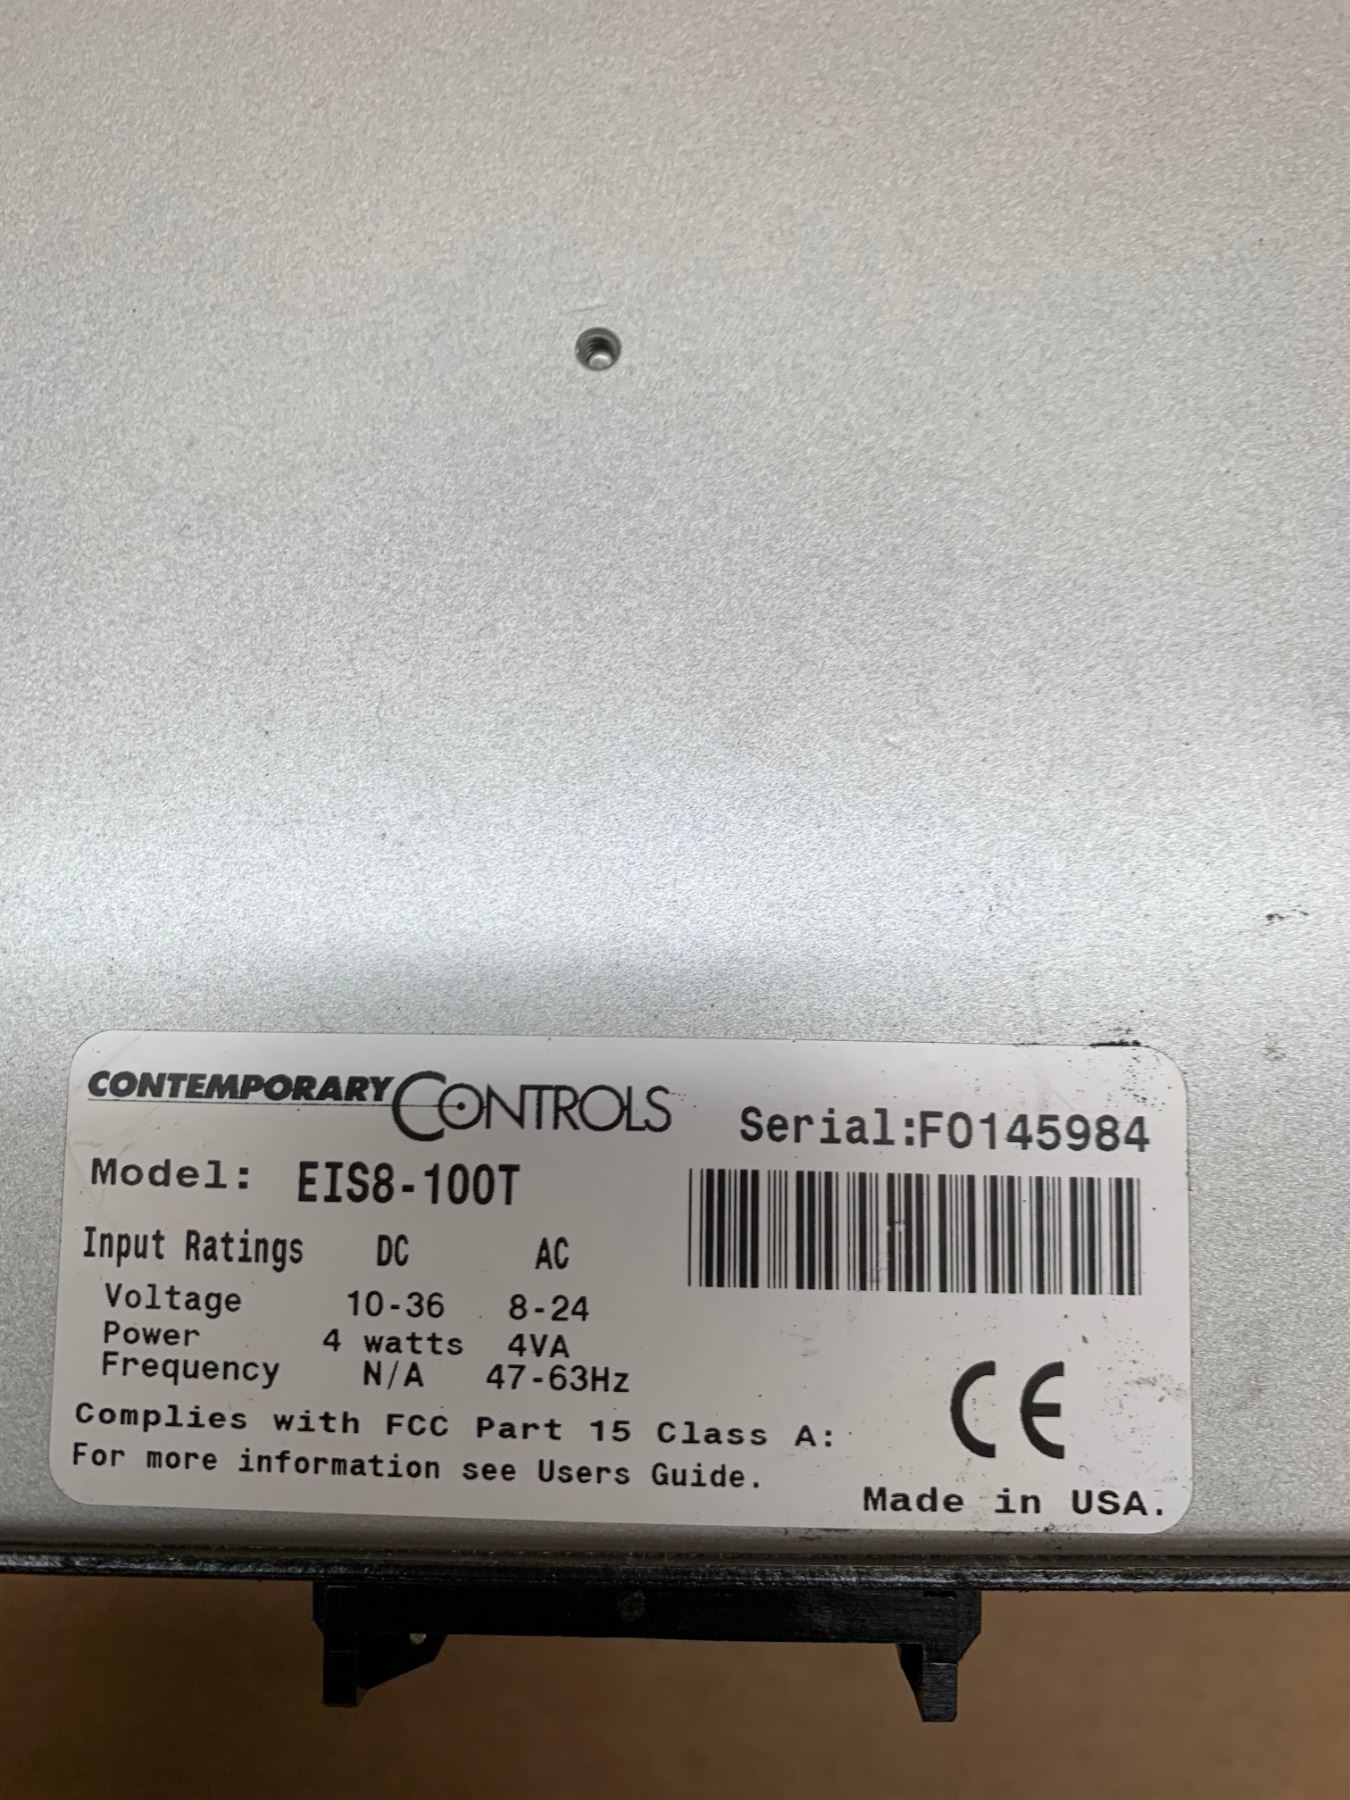 CONTEMPORARY CONTROLS
Serial:F0145984
Model: EIS8-100T
Input Ratings DC AC
Voltage 10-36 8-24
Power 4 watts 4VA
Frequency N/A 47-63Hz
Complies with FCC Part 15 Class A:
For more information see Users Guide.
CE
Made in USA.